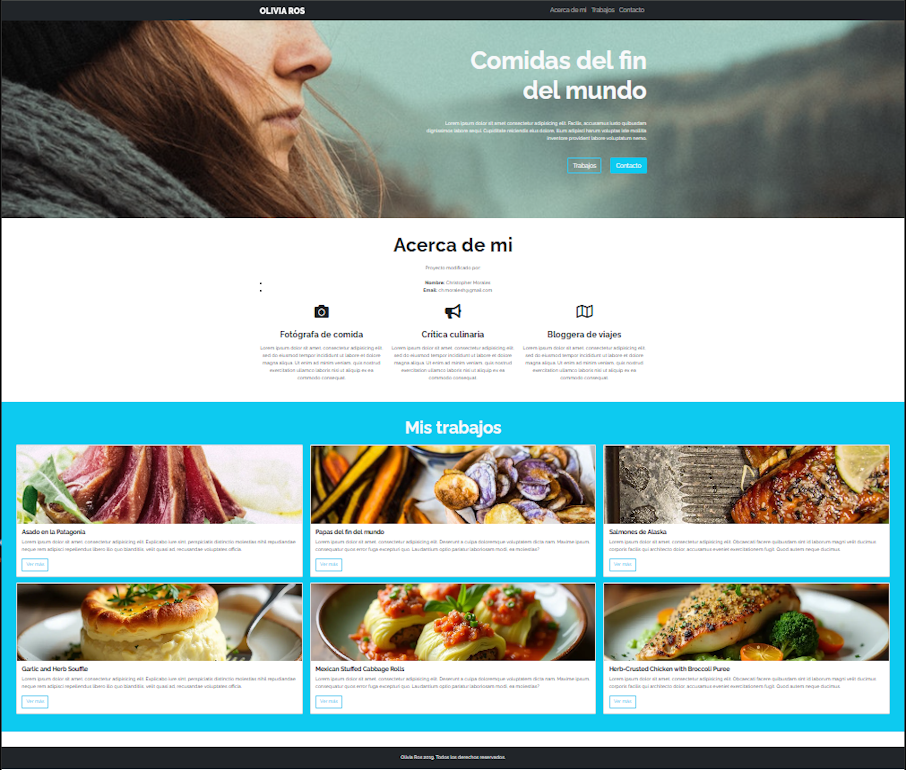 OLIVIA ROS
Acerca de mi Trabajos Contacto
Comidas del fin
del mundo
Lorem ipsum dolor sit amet consectetur adipisicing elit. Facilis, accusamus iusto quibusdam
dignissimos labore sequi. Cupiditate reiciendis eius dolore. Eum adipisci harum voluptas iste mollitia
inventore provident labore voluptatum nemo.
Trabajos Contacto
Acerca de mi
Proyecto modificado por:
Nombre: Christopher Morales
Email:
Fotógrafa de comida
Lorem ipsum dolor sit amet, consectetur adipisicing elit,
sed do eiusmod tempor incididunt ut labore et dolore
magna aliqua. Ut enim ad minim veniam, quis nostrud
exercitation ullamco laboris nisi ut aliquip ex ea
commodo consequat.
Crítica culinaria
Lorem ipsum dolor sit amet, consectetur adipisicing elit,
sed do eiusmod tempor incididunt ut labore et dolore
magna aliqua. Ut enim ad minim veniam, quis nostrud
exercitation ullamco laboris nisi ut aliquip ex ea
commodo consequat.
Bloggera de viajes
Lorem ipsum dolor sit amet, consectetur adipisicing elit,
sed do eiusmod tempor incididunt ut labore et dolore
magna aliqua. Ut enim ad minim veniam, quis nostrud
exercitation ullamco laboris nisi ut aliquip ex ea
commodo consequat.
Mis trabajos
Asado en la Patagonia
Lorem ipsum dolor sit amet, consectetur adipisicing elit. Explicabo iure sint, perspiciatis distinctio molestiae nihil repudiandae
neque rem adipisci repellendus libero illo quo blanditiis, velit quasi ad, recusandae voluptates officia.
Ver más
Papas del fin del mundo
Lorem ipsum dolor sit amet, consectetur adipisicing elit. Deserunt a culpa doloremque voluptatem dicta nam. Maxime ipsum,
consequatur quos error fuga excepturi quo. Laudantium optio pariatur laboriosam modi, ea molestias?
Ver más
Salmones de Alaska
Lorem ipsum dolor sit amet, consectetur adipisicing elit. Obcaecati facere quibusdam sint id laborum magni velit ducimus,
corporis facilis qui architecto dolor, accusamus eveniet exercitationem fugit. Quod autem neque ducimus.
Ver más
Garlic and Herb Souffle
Lorem ipsum dolor sit amet, consectetur adipisicing elit. Explicabo iure sint, perspiciatis distinctio molestiae nihil repudiandae
neque rem adipisci repellendus libero illo quo blanditiis, velit quasi ad, recusandae voluptates officia.
Ver más
Mexican Stuffed Cabbage Rolls
Lorem ipsum dolor sit amet, consectetur adipisicing elit. Deserunt a culpa doloremque voluptatem dicta nam. Maxime ipsum,
consequatur quos error fuga excepturi quo. Laudantium optio pariatur laboriosam modi, ea molestias?
Ver más
Herb-Crusted Chicken with Broccoli Puree
Lorem ipsum dolor sit amet, consectetur adipisicing elit. Obcaecati facere quibusdam sint id laborum magni velit ducimus,
corporis facilis qui architecto dolor, accusamus eveniet exercitationem fugit. Quod autem neque ducimus.
Ver más
Olivia Ros 2019. Todos los derechos reservados.